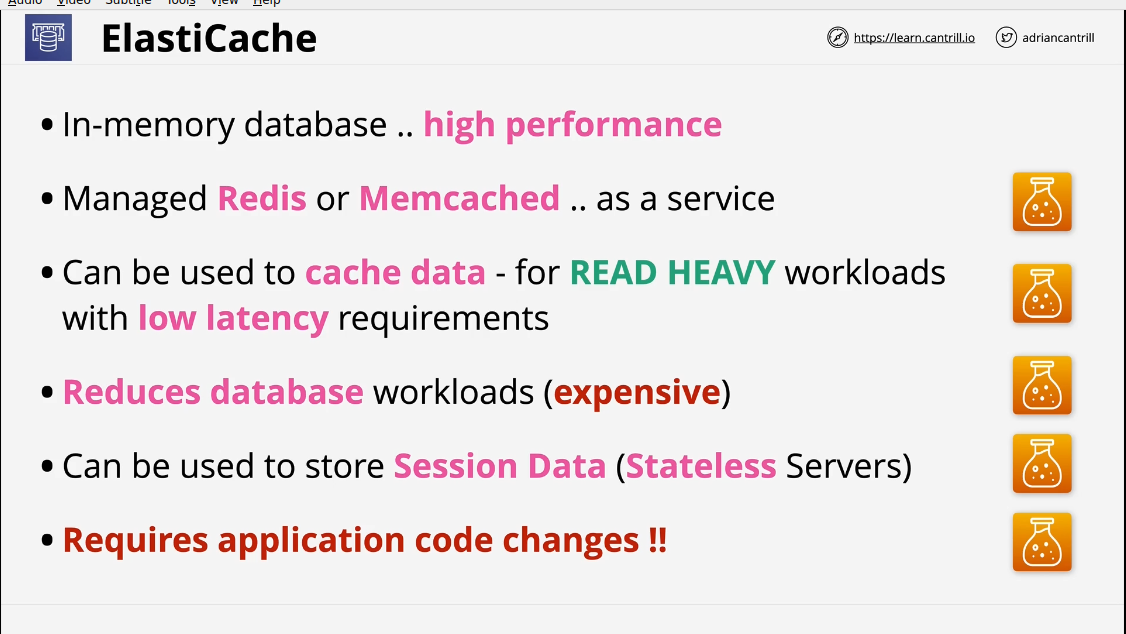 Audio Video Subtitle Tools View Help
ElastiCache
https://learn.cantrill.io
adriancantrill
• In-memory database .. high performance
• Managed Redis or Memcached .. as a service
• Can be used to cache data - for READ HEAVY workloads
with low latency requirements
• Reduces database workloads (expensive)
• Can be used to store Session Data (Stateless Servers)
• Requires application code changes !!